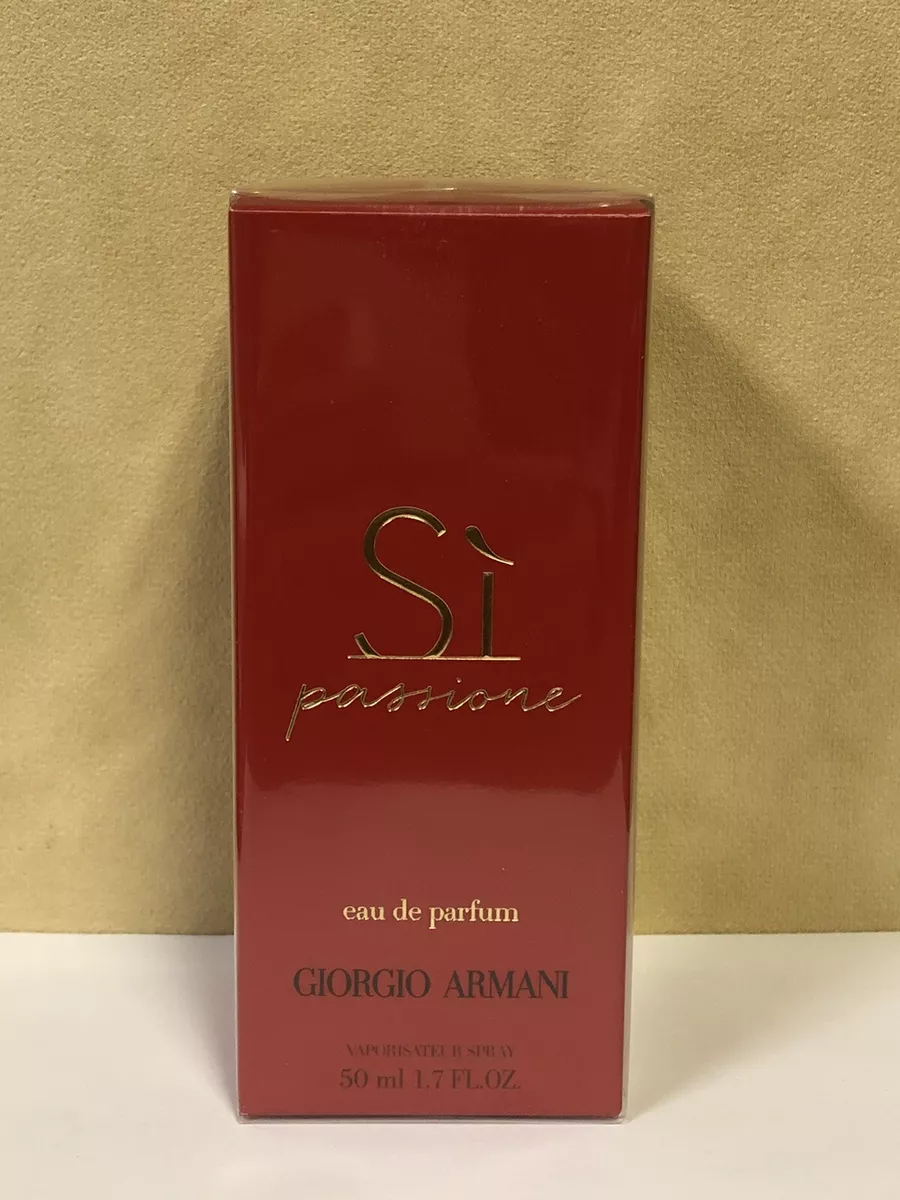 Sì
passione
eau de parfum
GIORGIO ARMANI
VAPORISATEUR SPRAY
50 ml 1.7 FL.OZ.